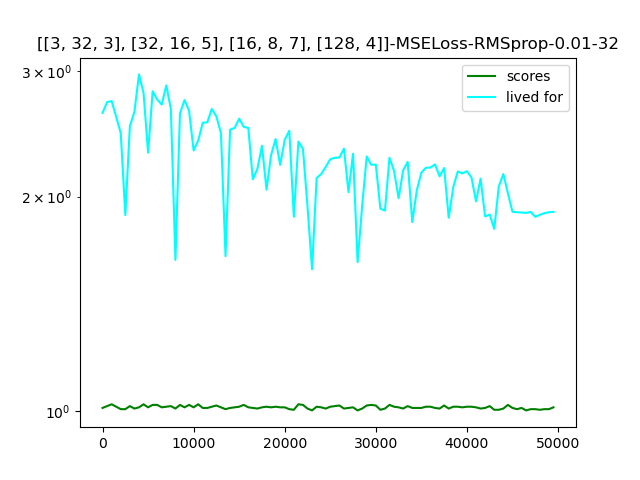 [[3, 32, 3], [32, 16, 5], [16, 8, 7], [128, 4]]-MSELoss-RMSprop-0.01-32
scores
lived for
3 × 10⁰
2 × 10⁰
10⁰
0 10000 20000 30000 40000 50000